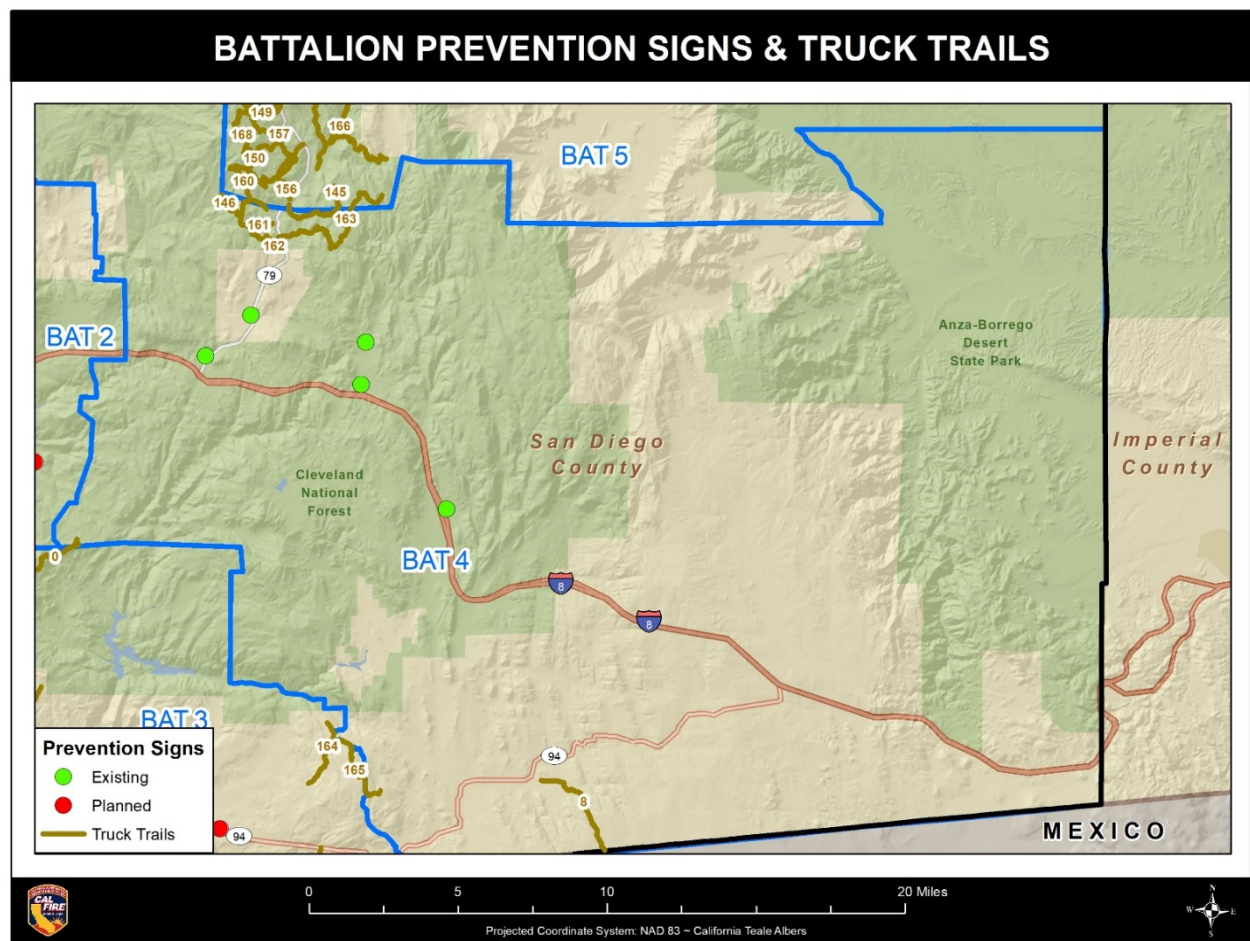 BATTALION PREVENTION SIGNS & TRUCK TRAILS
149
166
168
157
150
BAT 5
160
156
145
146
163
161
162
79
BAT 2
Anza-Borrego
Desert
State Park
San Diego
County
Imperial
County
Cleveland
National
Forest
0
BAT 4
8
8
BAT 3
164
165
94
8
94
MEXICO
Prevention Signs
Existing
Planned
Truck Trails
CAL
FIRE
0 5 10 20 Miles
Projected Coordinate System: NAD 83 ~ California Teale Albers
N
W E
S